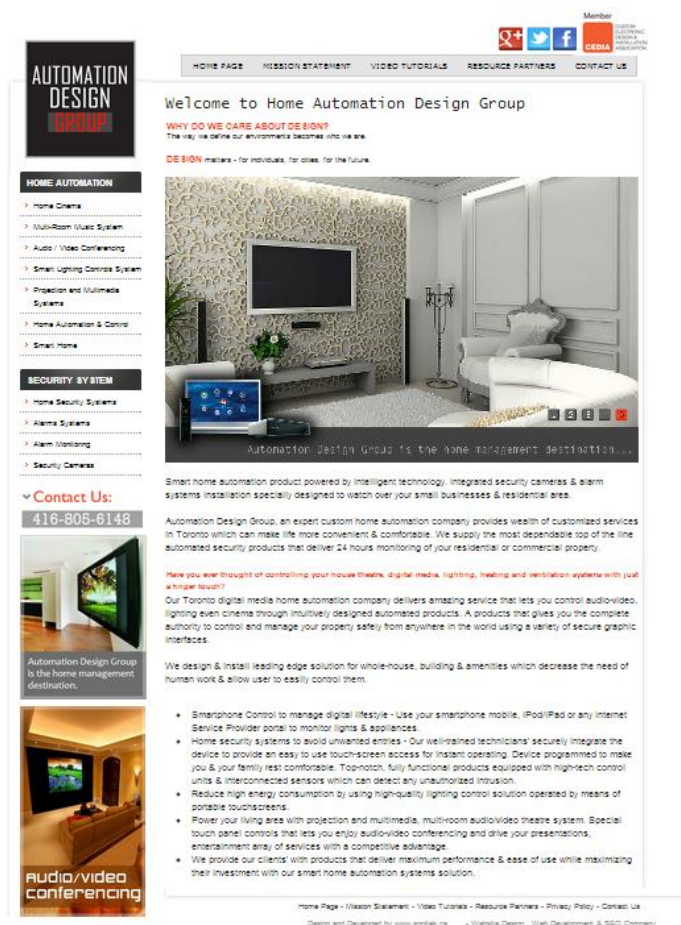 Member
CUSTOM
ELECTRONIC
DESIGN &
INSTALLATION
ASSOCIATION
CEDIA
HOME PAGE MISSION STATEMENT VIDEO TUTORIALS RESOURCE PARTNERS CONTACT US
AUTOMATION
DESIGN
GROUP
Welcome to Home Automation Design Group
WHY DO WE CARE ABOUT DESIGN?
The way we define our environments becomes who we are.
DESIGN matters - for individuals, for cities, for the future.
HOME AUTOMATION
Home Cinema
Multi-Room Music System
Audio / Video Conferencing
Smart Lighting Controls System
Projection and Multimedia
Systems
Home Automation & Control
Smart Home
SECURITY SYSTEM
Home Security Systems
Alarms Systems
Alarm Monitoring
Security Cameras
Contact Us:
416-805-6148
Automation Design Group
is the home management
destination.
Audio/video
conferencing
1 2 3 5
Automation Design Group is the home management destination...
Smart home automation product powered by intelligent technology. Integrated security cameras & alarm
systems installation specially designed to watch over your small businesses & residential area.
Automation Design Group, an expert custom home automation company provides wealth of customized services
in Toronto which can make life more convenient & comfortable. We supply the most dependable top of the line
automated security products that deliver 24 hours monitoring of your residential or commercial property.
Have you ever thought of controlling your house theatre, digital media, lighting, heating and ventilation systems with just
a finger touch?
Our Toronto digital media home automation company delivers amazing service that lets you control audio-video,
lighting even cinema through intuitively designed automated products. A products that gives you the complete
authority to control and manage your property safely from anywhere in the world using a variety of secure graphic
interfaces.
We design & install leading edge solution for whole-house, building & amenities which decrease the need of
human work & allow user to easily control them.
Smartphone Control to manage digital lifestyle - Use your smartphone mobile, iPod/iPad or any Internet
Service Provider portal to monitor lights & appliances.
Home security systems to avoid unwanted entries - Our well-trained technicians' securely integrate the
device to provide an easy to use touch-screen access for instant operating. Device programmed to make
you & your family rest comfortable. Top-notch, fully functional products equipped with high-tech control
units & interconnected sensors which can detect any unauthorized intrusion.
Reduce high energy consumption by using high-quality lighting control solution operated by means of
portable touchscreens.
Power your living area with projection and multimedia, multi-room audio/video theatre system. Special
touch panel controls that lets you enjoy audio-video conferencing and drive your presentations,
entertainment array of services with a competitive advantage.
We provide our clients' with products that deliver maximum performance & ease of use while maximizing
their investment with our smart home automation systems solution.
Home Page - Mission Statement - Video Tutorials - Resource Partners - Privacy Policy - Contact Us
Design and Developed by - Website Design, Web Development & SEO Company